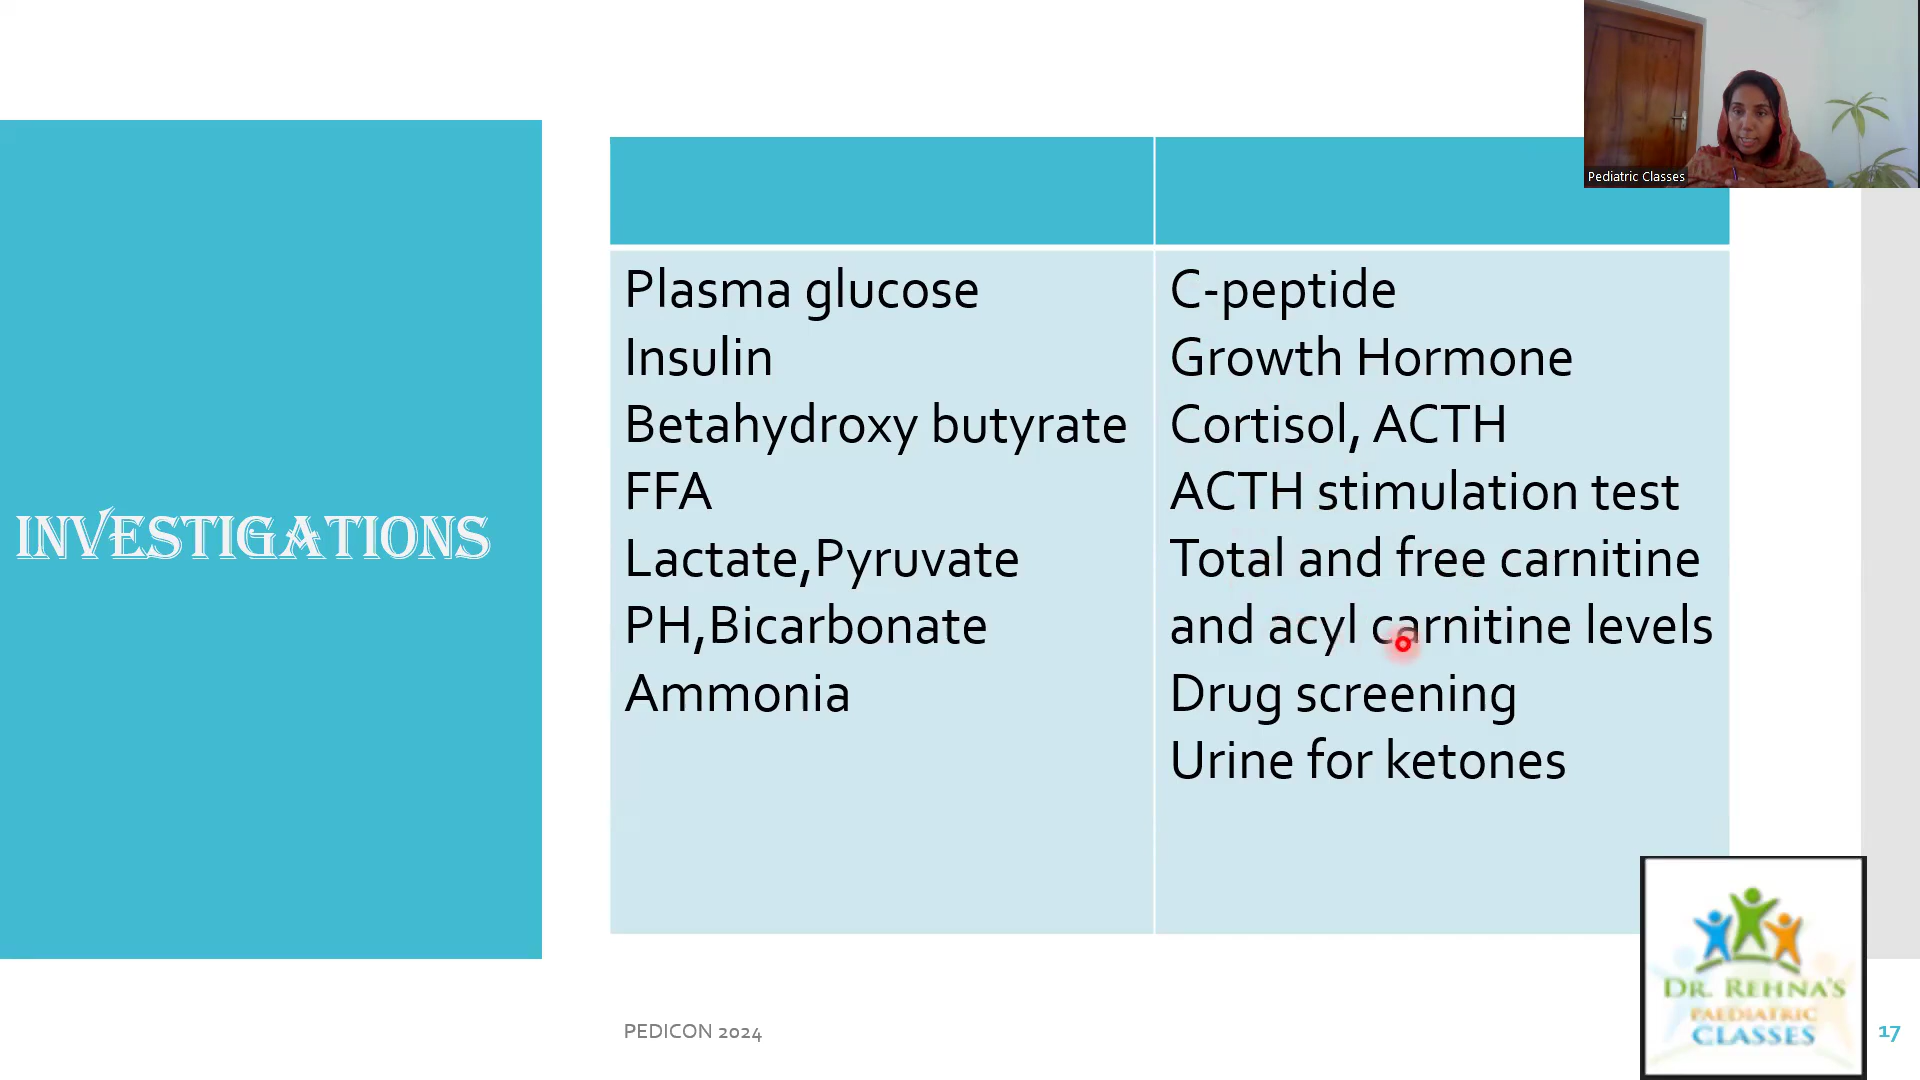 Pediatric Classes
INVESTIGATIONS
Plasma glucose
Insulin
Betahydroxy butyrate
FFA
Lactate,Pyruvate
PH,Bicarbonate
Ammonia
C-peptide
Growth Hormone
Cortisol, ACTH
ACTH stimulation test
Total and free carnitine
and acyl carnitine levels
Drug screening
Urine for ketones
PEDICON 2024
DR. REHNA'S
PAEDIATRIC
CLASSES
17